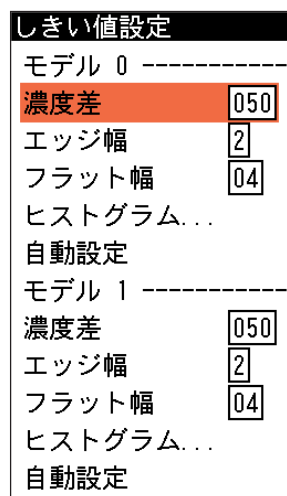 しきい値設定
モデル 0 -----------
濃度差 050
エッジ幅 2
フラット幅 04
ヒストグラム...
自動設定
モデル 1 -----------
濃度差 050
エッジ幅 2
フラット幅 04
ヒストグラム...
自動設定